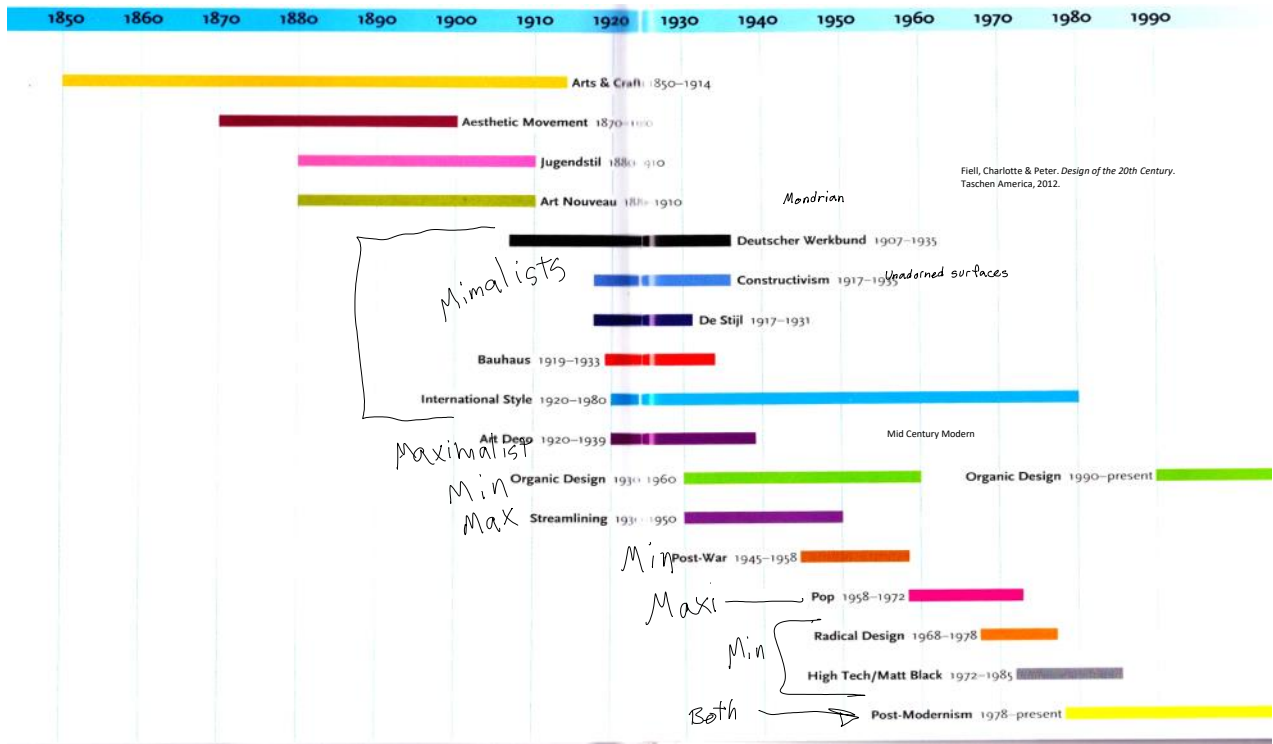 1850 1860 1870 1880 1890 1900 1910 1920 1930 1940 1950 1960 1970 1980 1990
Arts & Craft 1850–1914
Aesthetic Movement 1870–1900
Jugendstil 1880 1910
Fiell, Charlotte & Peter. Design of the 20th Century.
Taschen America, 2012.
Art Nouveau 1880 1910
Mondrian
Deutscher Werkbund 1907–1935
Mimalists
Constructivism 1917–1935
Unadorned surfaces
De Stijl 1917–1931
Bauhaus 1919–1933
International Style 1920–1980
Art Deco 1920–1939
Mid Century Modern
Maximalist
Min
Organic Design 1930 1960
Organic Design 1990–present
Max
Streamlining 1930 1950
Min
Post-War 1945–1958
Maxi
Pop 1958–1972
Radical Design 1968–1978
Min
High Tech/Matt Black 1972–1985
Both
Post-Modernism 1978–present